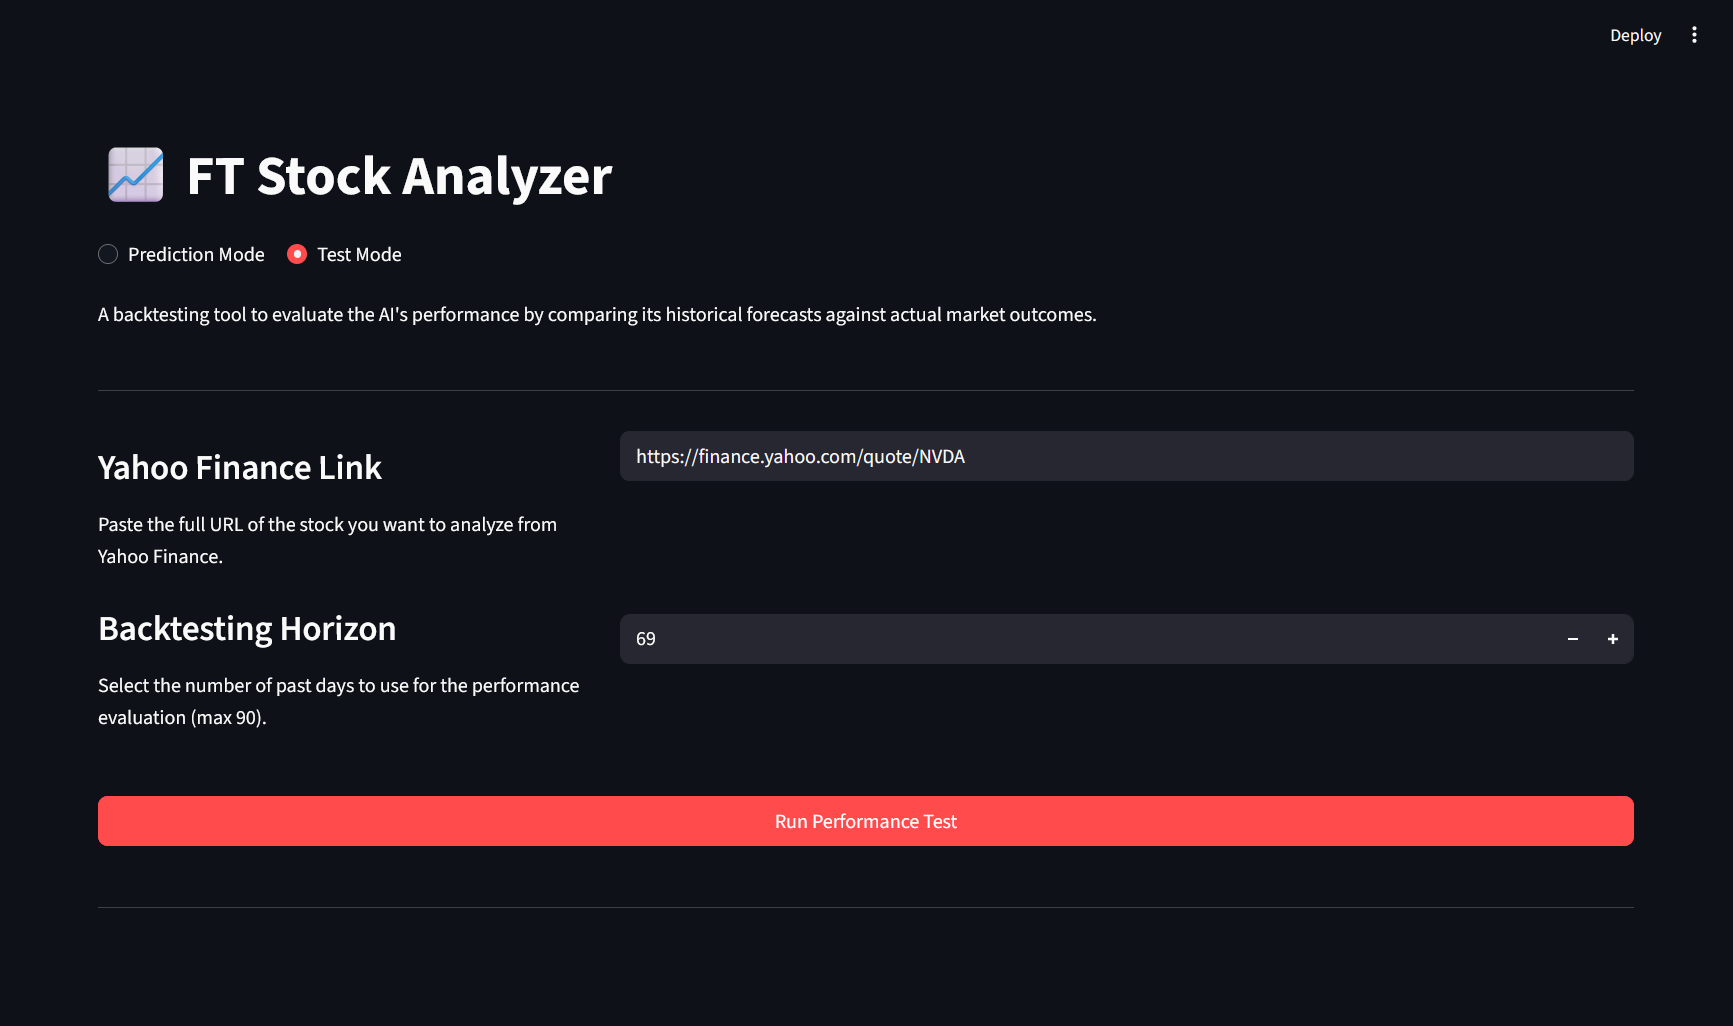 Deploy
FT Stock Analyzer
Prediction Mode Test Mode
A backtesting tool to evaluate the AI's performance by comparing its historical forecasts against actual market outcomes.
Yahoo Finance Link
https://finance.yahoo.com/quote/NVDA
Paste the full URL of the stock you want to analyze from
Yahoo Finance.
Backtesting Horizon
69
Select the number of past days to use for the performance
evaluation (max 90).
Run Performance Test